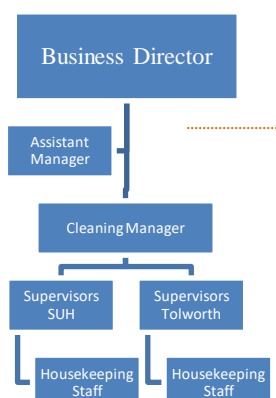 Business Director
Assistant
Manager
Cleaning Manager
Supervisors
SUH
Supervisors
Tolworth
Housekeeping
Staff
Housekeeping
Staff